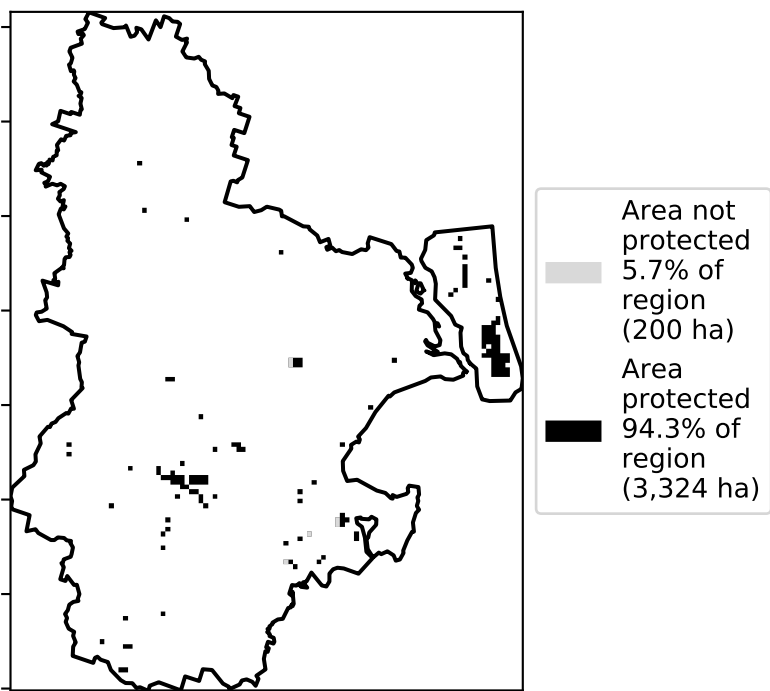 Area not
protected
5.7% of
region
(200 ha)
Area
protected
94.3% of
region
(3,324 ha)